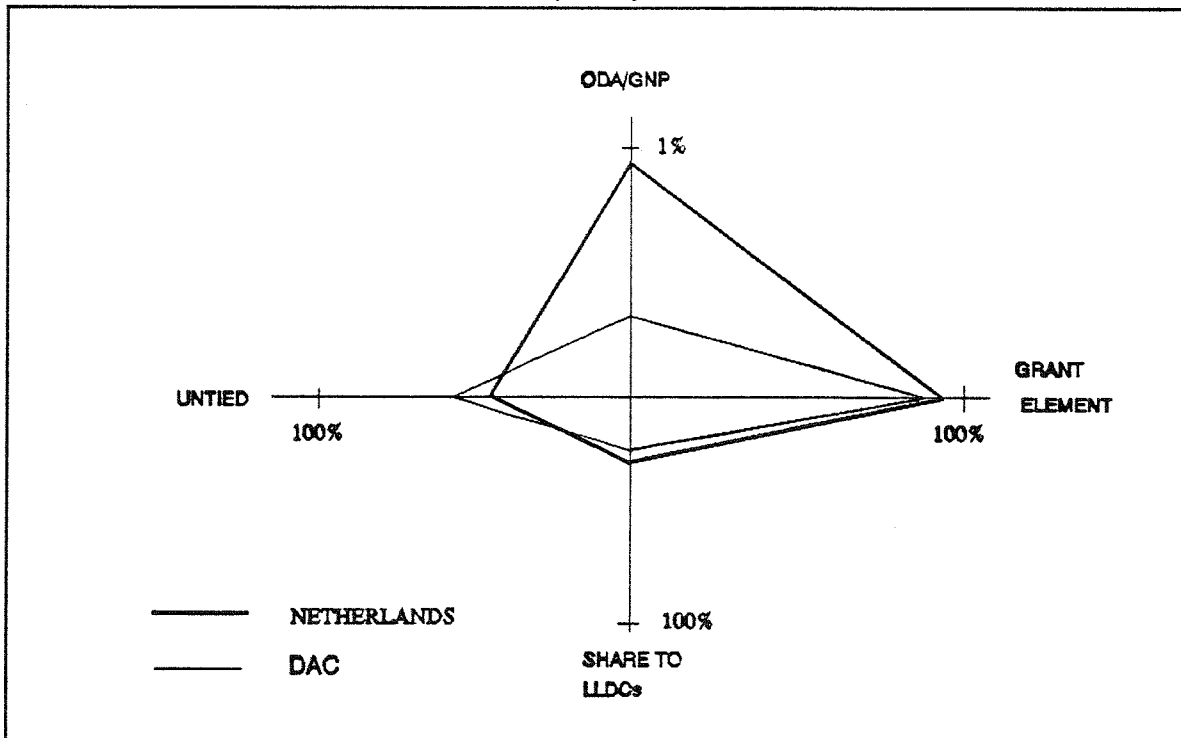 ODA/GNP
1%
GRANT
ELEMENT
100%
UNTIED
100%
100%
SHARE TO
LLDCs
NETHERLANDS
DAC